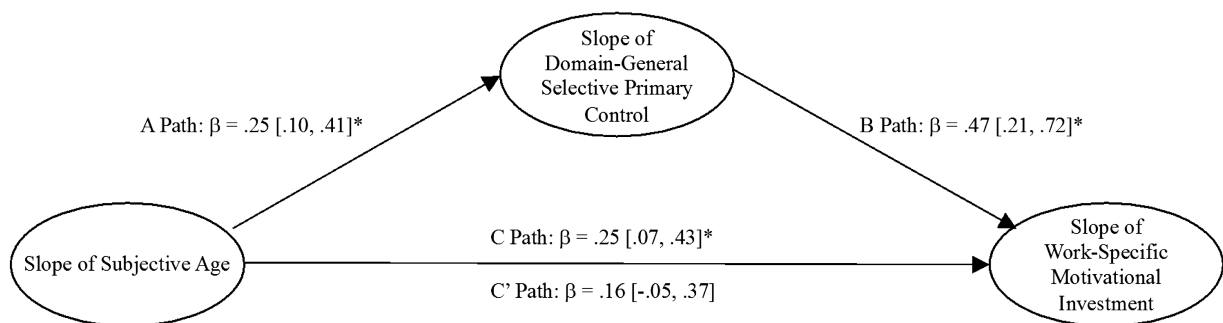 Slope of
Domain-General
Selective Primary
Control
A Path: β = .25 [.10, .41]*
B Path: β = .47 [.21, .72]*
Slope of Subjective Age
C Path: β = .25 [.07, .43]*
C’ Path: β = .16 [-.05, .37]
Slope of
Work-Specific
Motivational
Investment